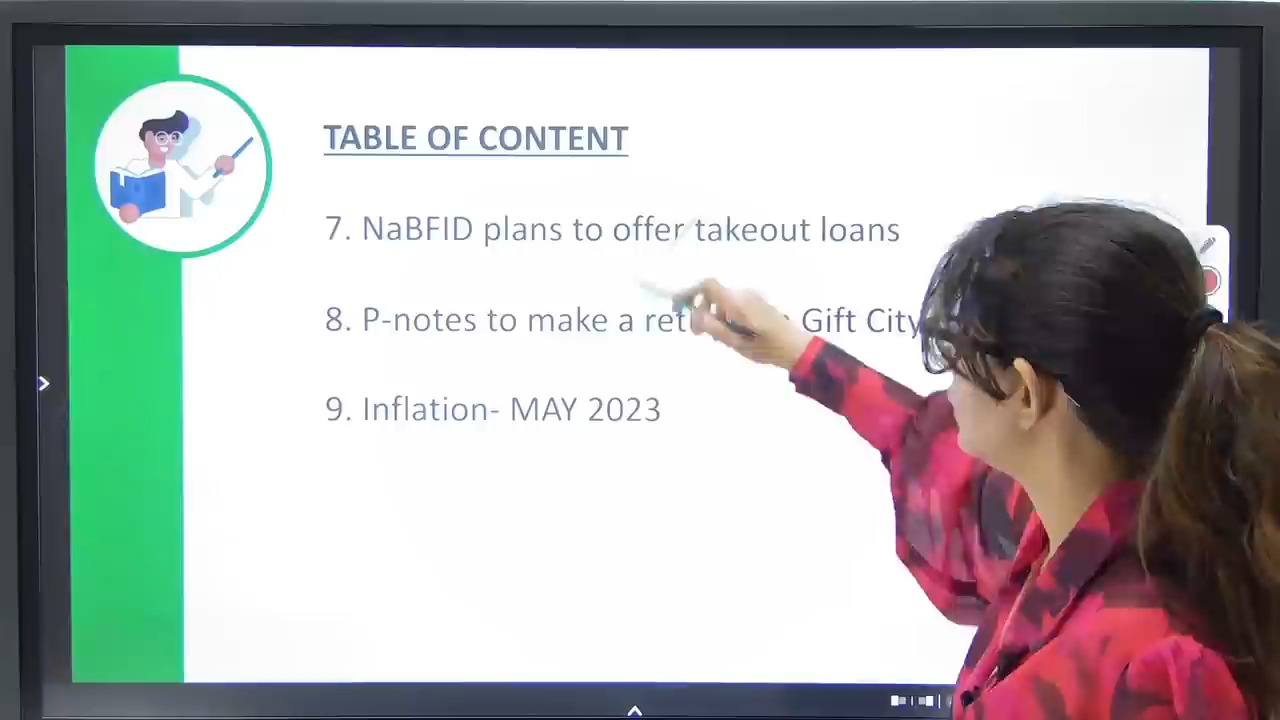 TABLE OF CONTENT
7. NaBFID plans to offer takeout loans
8. P-notes to make a Gift City
9. Inflation- MAY 2023